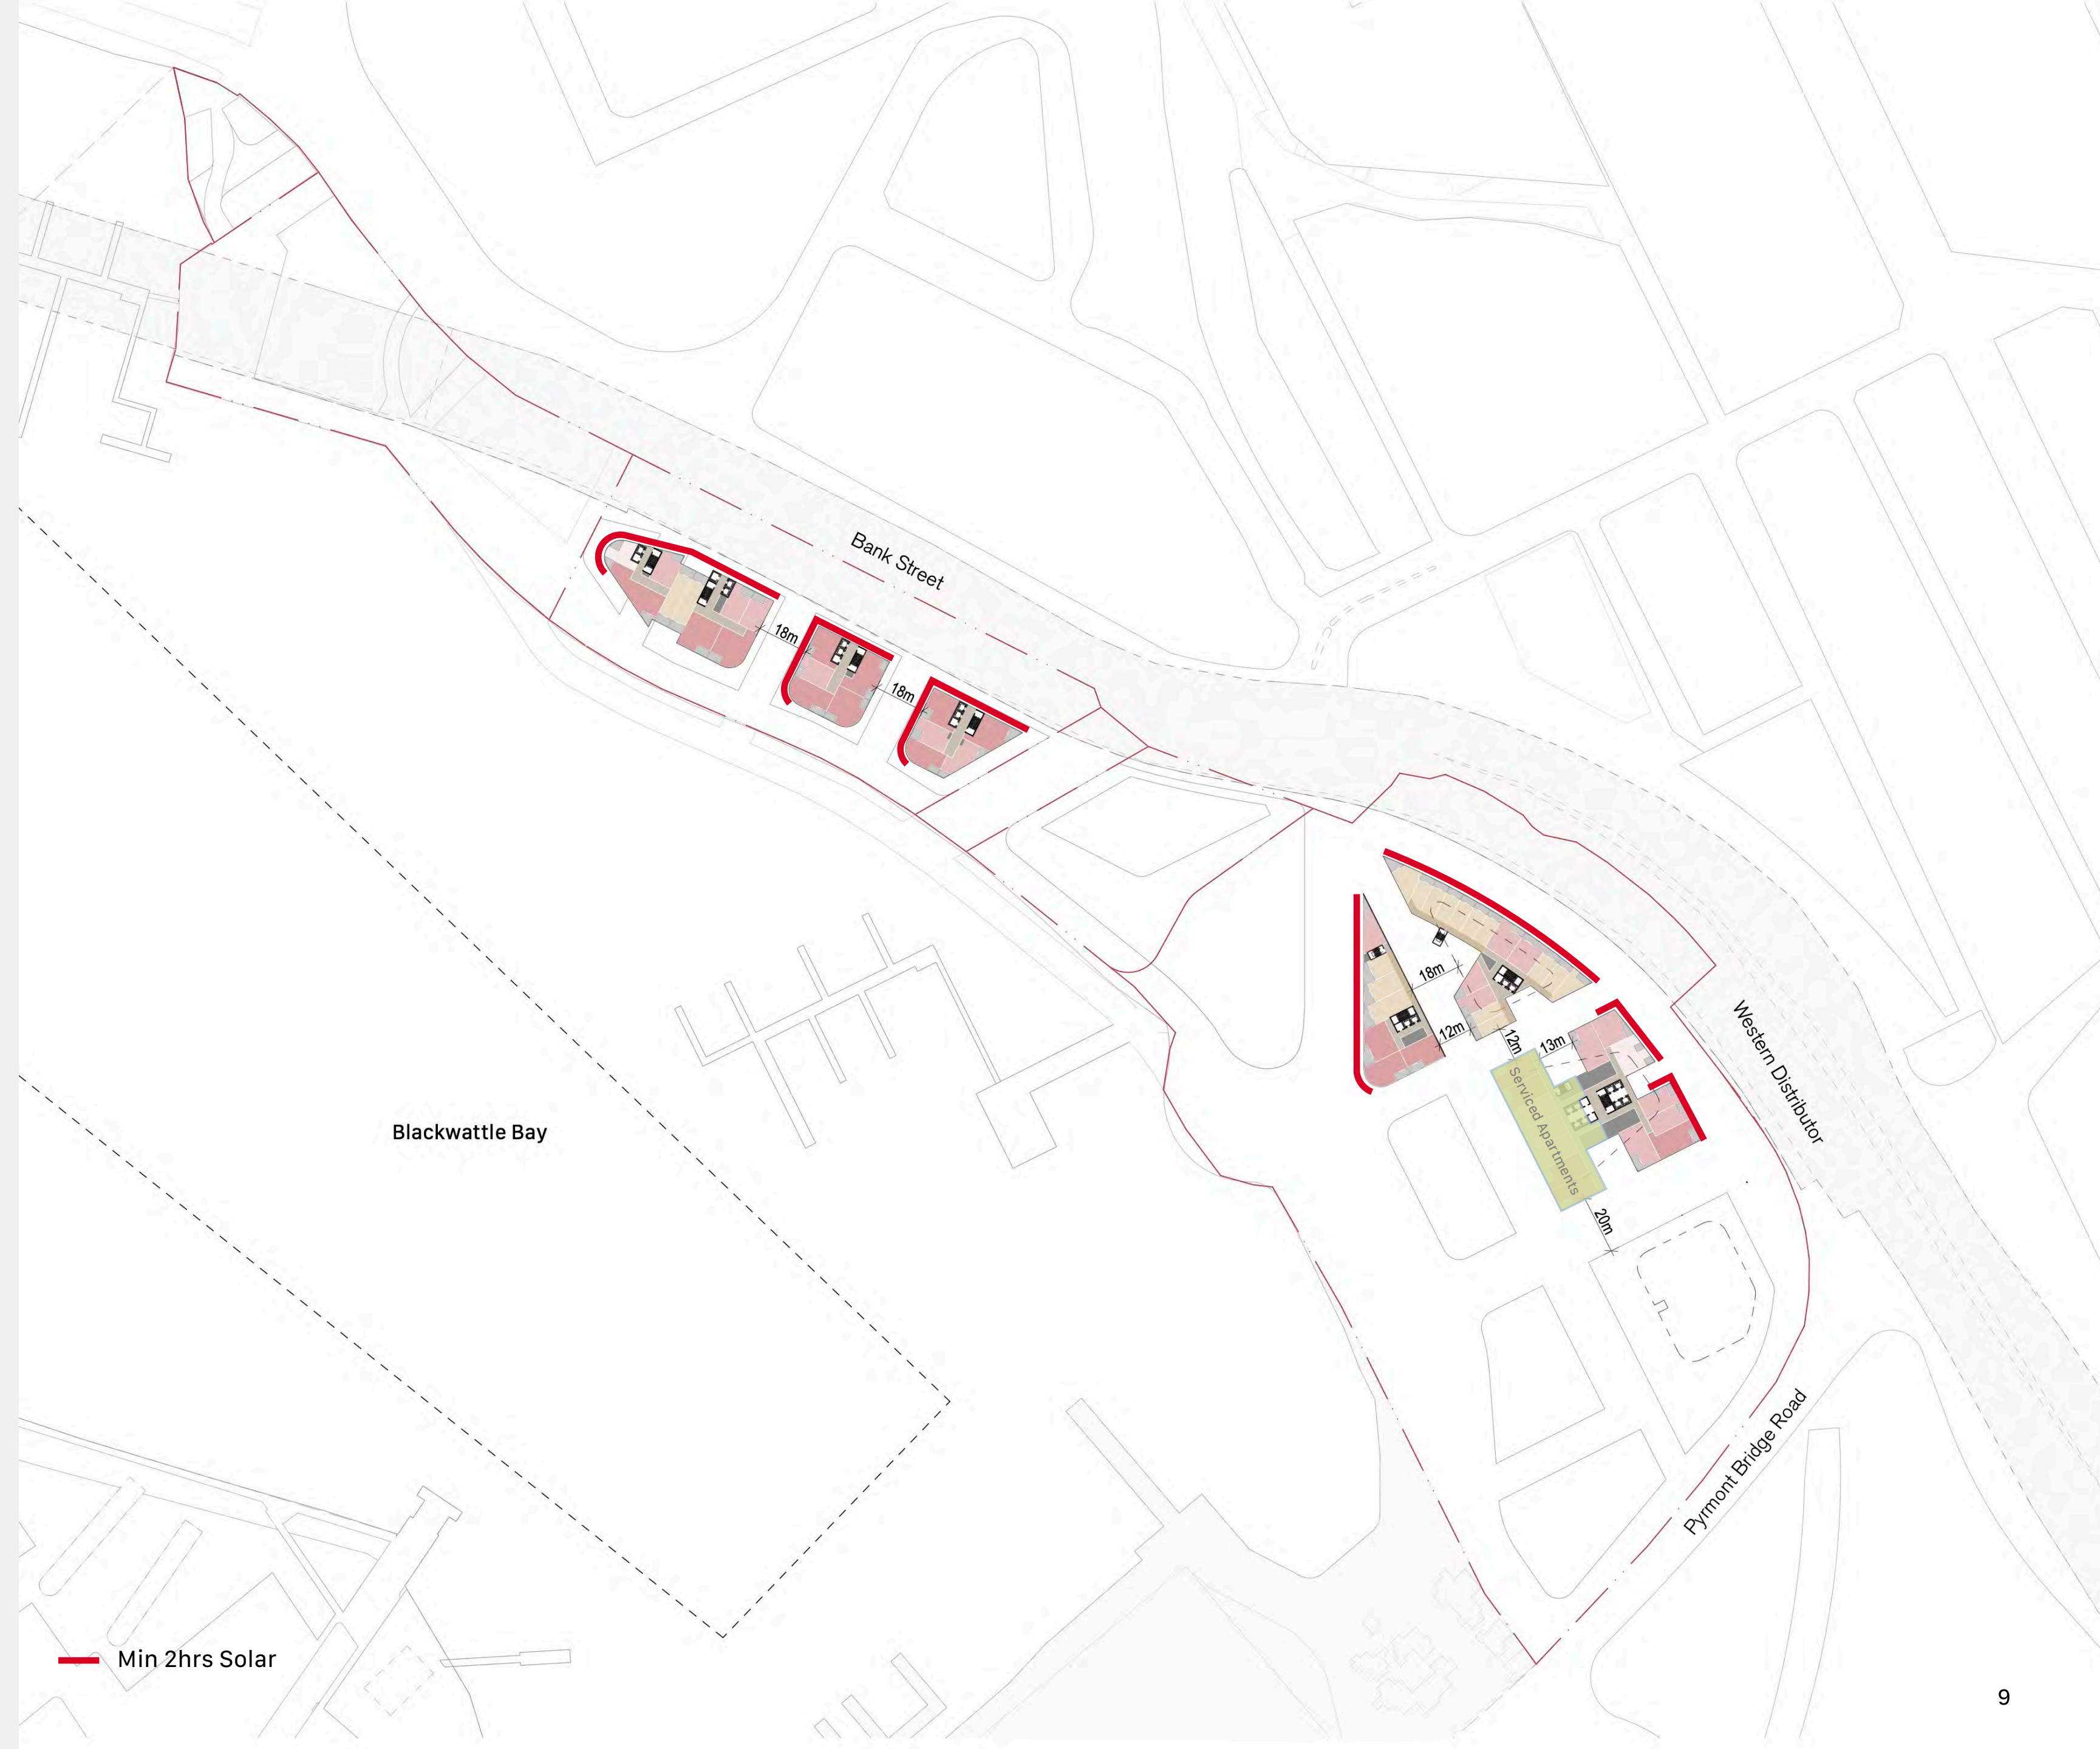 Bank Street
18m
18m
18m
12m
12m
13m
Serviced Apartments
20m
Western Distributor
Blackwattle Bay
Pyrmont Bridge Road
Min 2hrs Solar
9